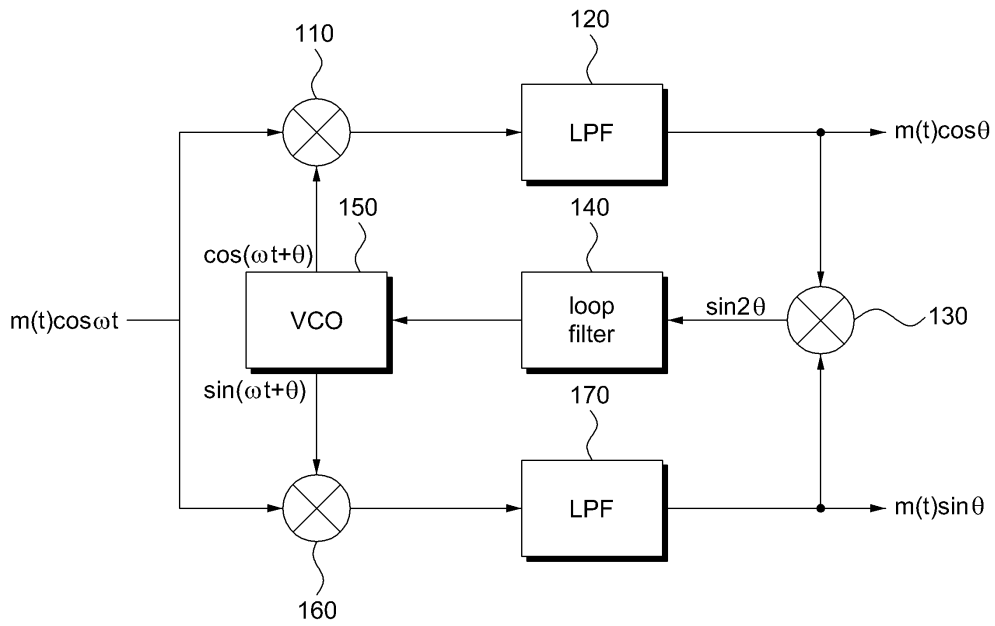 110
120
LPF
m(t)cosθ
150
140
cos(ωt+θ)
m(t)cosωt
VCO
loop
filter
sin2θ
130
sin(ωt+θ)
170
LPF
m(t)sinθ
160